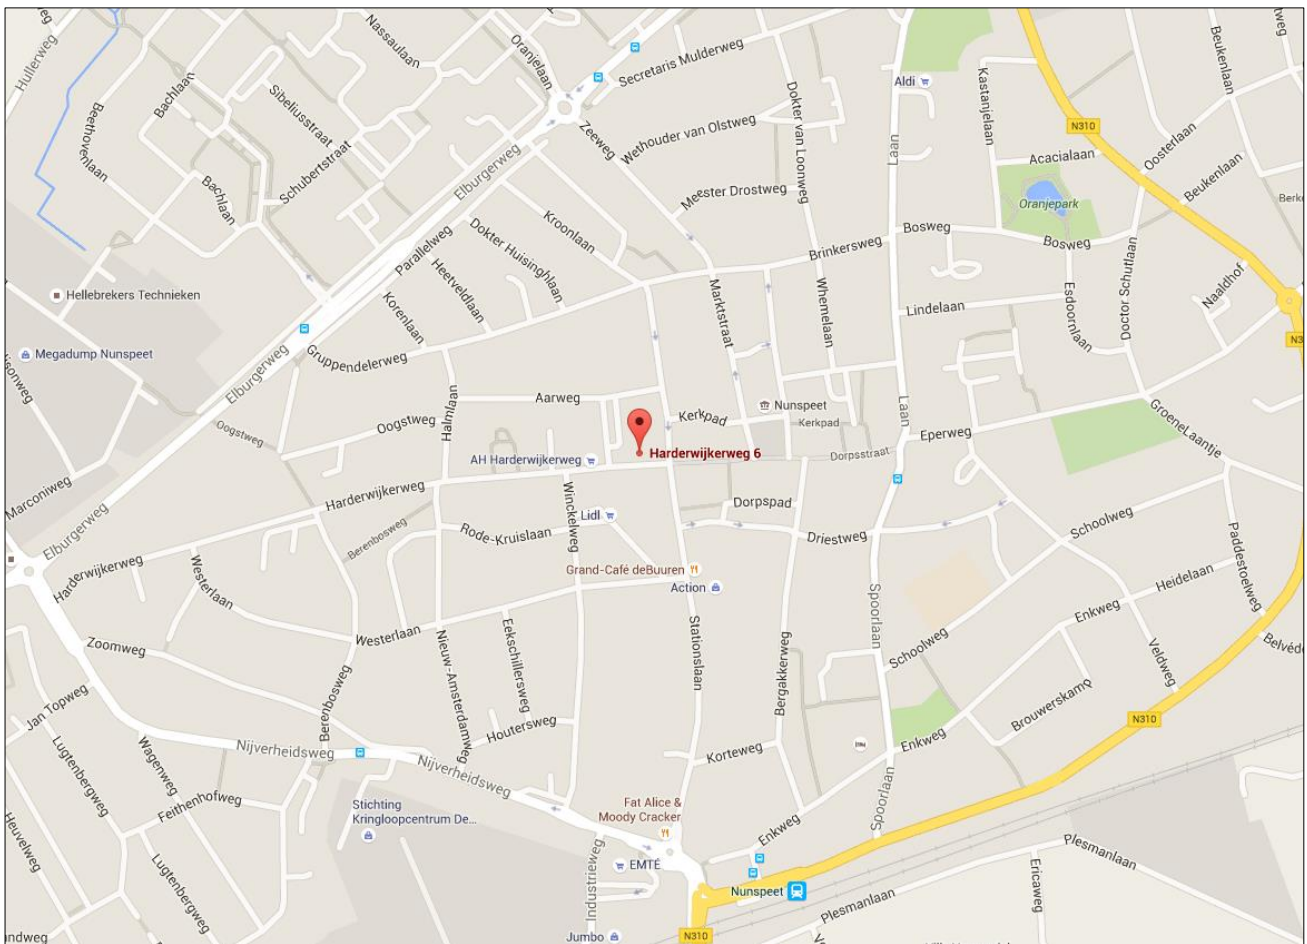 Hullerweg
Nassaulaan
Oranjelaan
Secretaris Mulderweg
Beukenlaan
Bachlaan
Beethovenlaan
Sibeliusstraat
Aldi
Kastanjelaan
Dokter van Loonweg
Wethouder van Olstweg
Zeeweg
N310
Oosterlaan
Schubertstraat
Elburgerweg
Laan
Acacialaan
Beukenlaan
Bachlaan
Meester Drostweg
Oranjepark
Kroonlaan
Parallelweg
Dokter Huisinghlaan
Brinkersweg
Bosweg
Bosweg
Heetveldlaan
Hellebrekers Technieken
Korenlaan
Marktstraat
Whemelaan
Lindelaan
Esdoornlaan
Doctor Schutlaan
Naaldhof
Megadump Nunspeet
Gruppendelerweg
Elburgerweg
Halmlaan
Aarweg
Nunspeet
Laan
Oogstweg
Oogstweg
Kerkpad
Kerkpad
Eperweg
GroeneLaantje
AH Harderwijkerweg
Harderwijkerweg 6
Dorpsstraat
Marconiweg
Harderwijkerweg
Winckelweg
Dorpspad
Lidl
Elburgerweg
Berenbosweg
Rode-Kruislaan
Driestweg
Schoolweg
Paddestoelweg
Harderwijkerweg
Westerlaan
Grand-Café deBuuren
Action
Spoorlaan
Heidelaan
Enkweg
Zoomweg
Westerlaan
Nieuw-Amsterdamweg
Eekschillersweg
Stationslaan
Bergakkerweg
Schoolweg
Veldweg
Jan Topweg
Berenbosweg
Houtersweg
Brouwerskamp
N310
Lugtenbergweg
Wagenweg
Nijverheidsweg
Nijverheidsweg
Korteweg
Enkweg
Feithenhofweg
Stichting
Kringloopcentrum De...
Fat Alice &
Moody Cracker
Spoorlaan
Heuvelweg
Lugtenbergweg
Enkweg
EMTÉ
Industrieweg
Nunspeet
Plesmanlaan
Plesmanlaan
Ericaweg
Jumbo
N310